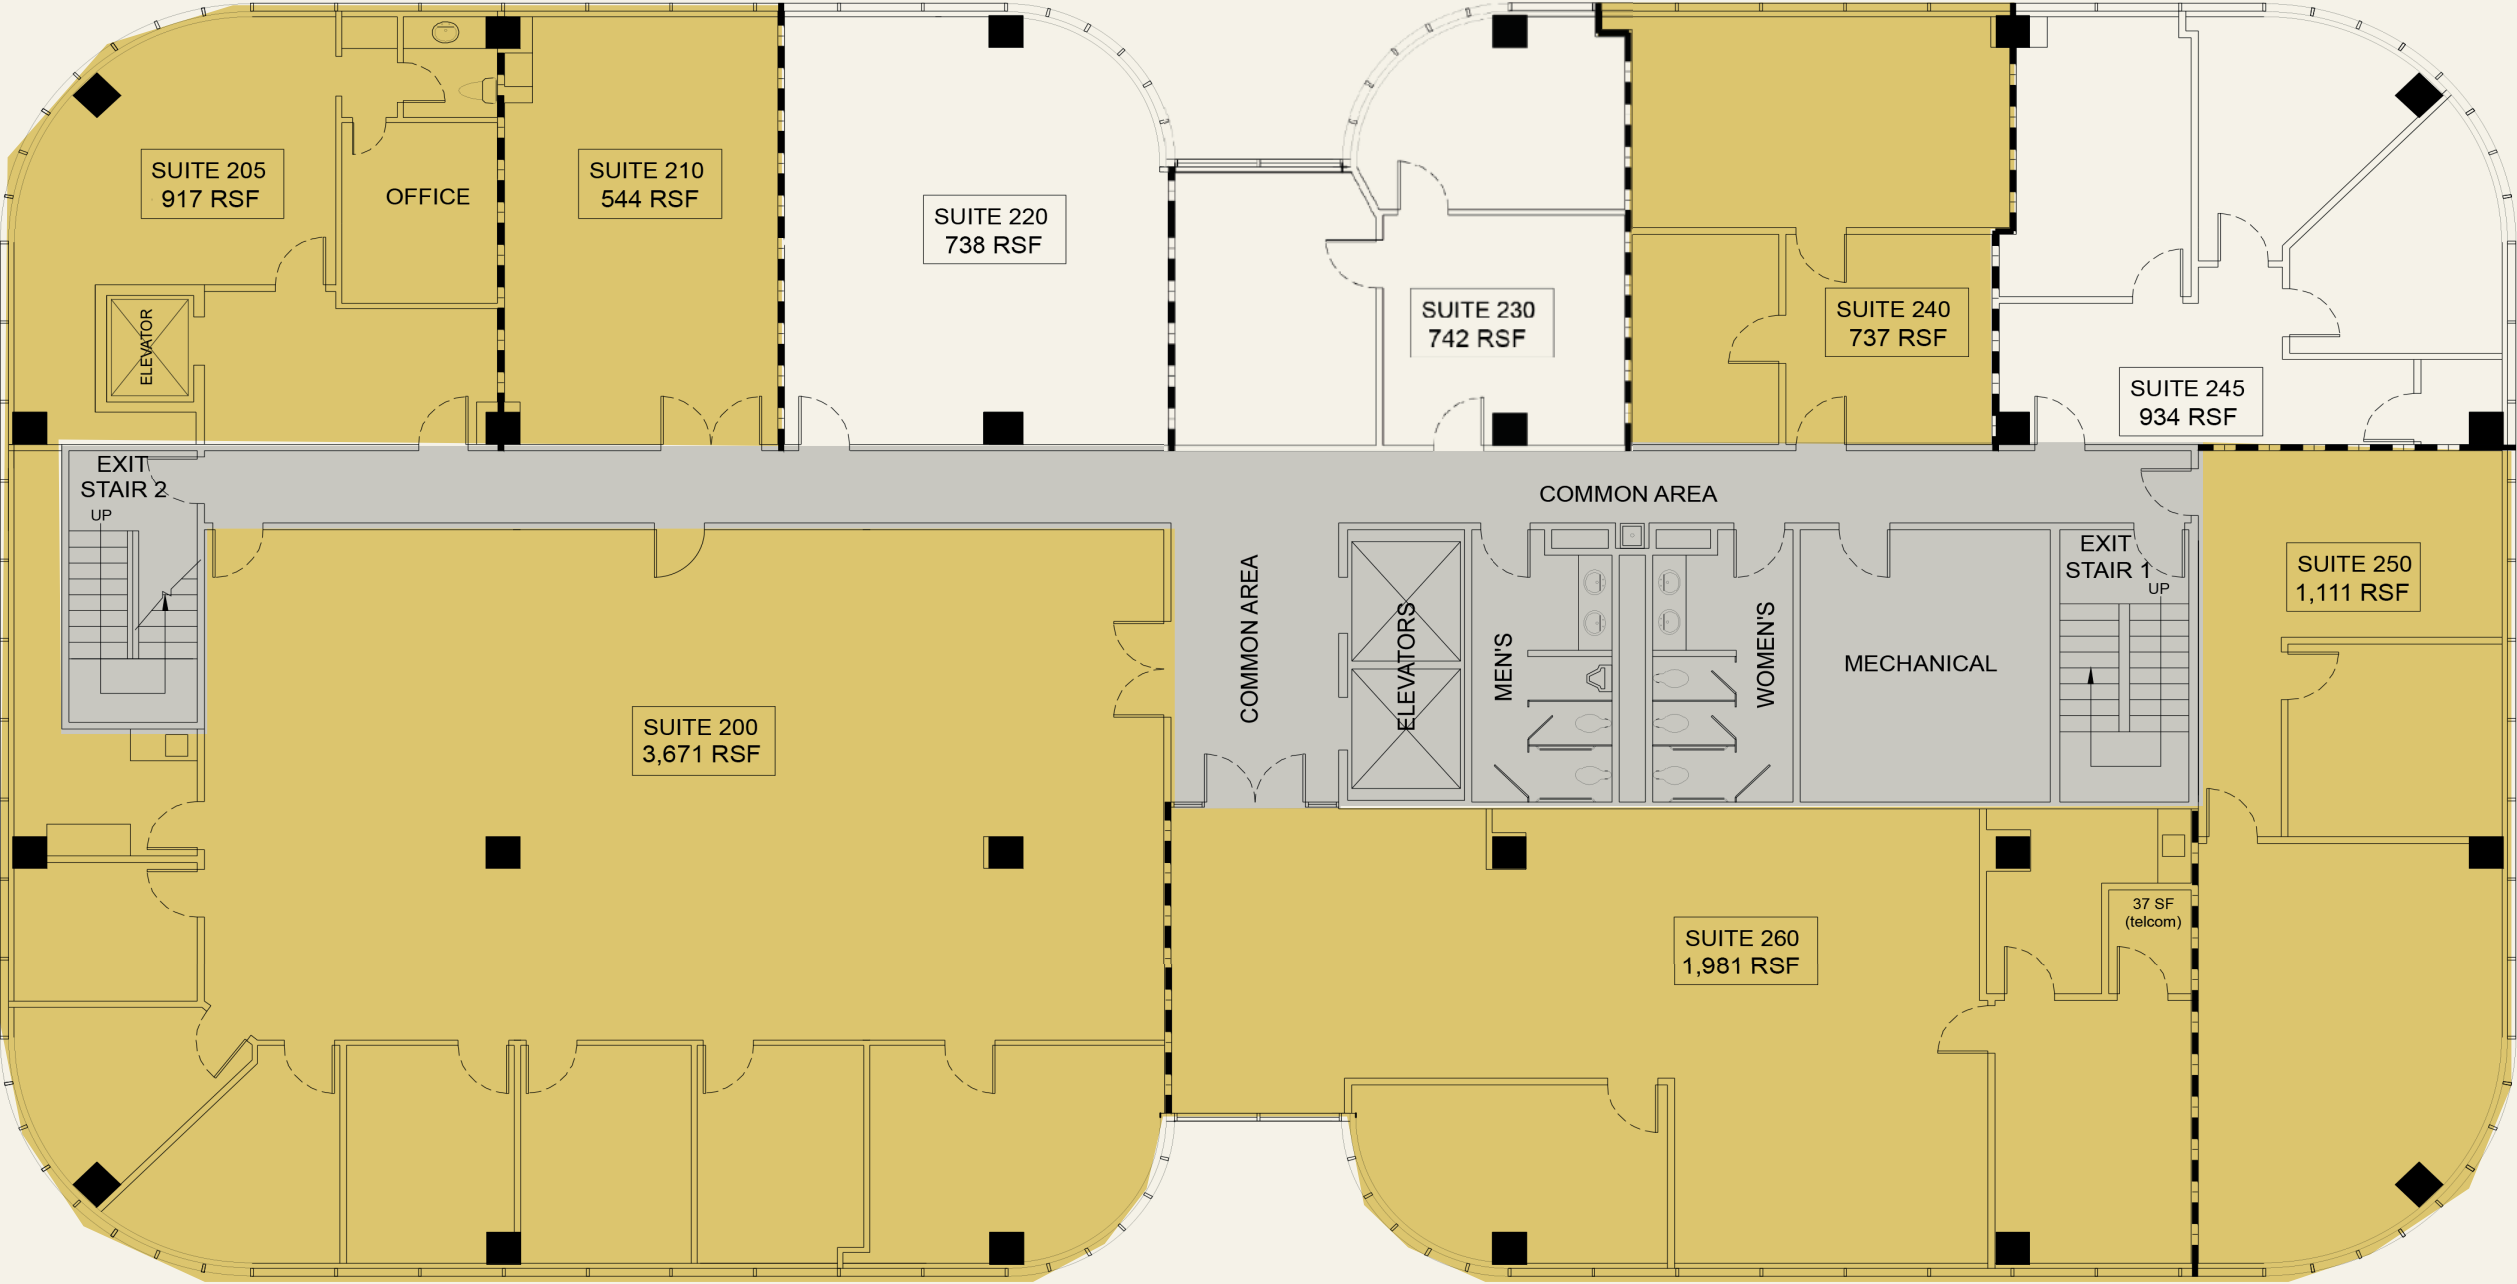 SUITE 205
917 RSF
OFFICE
SUITE 210
544 RSF
SUITE 220
738 RSF
SUITE 230
742 RSF
SUITE 240
737 RSF
SUITE 245
934 RSF
ELEVATOR
EXIT
STAIR 2
UP
COMMON AREA
COMMON AREA
ELEVATORS
MEN'S
WOMEN'S
MECHANICAL
EXIT
STAIR 1
UP
SUITE 250
1,111 RSF
SUITE 200
3,671 RSF
SUITE 260
1,981 RSF
37 SF
(telcom)